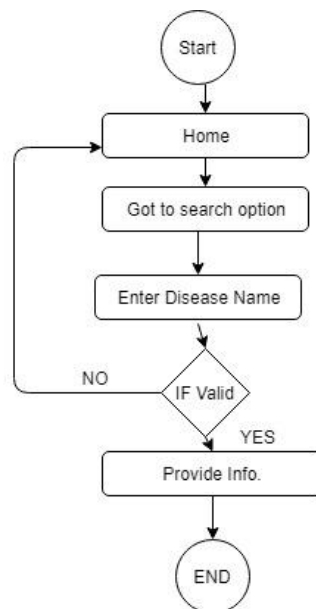 Start
Home
Got to search option
Enter Disease Name
IF Valid
NO
YES
Provide Info.
END